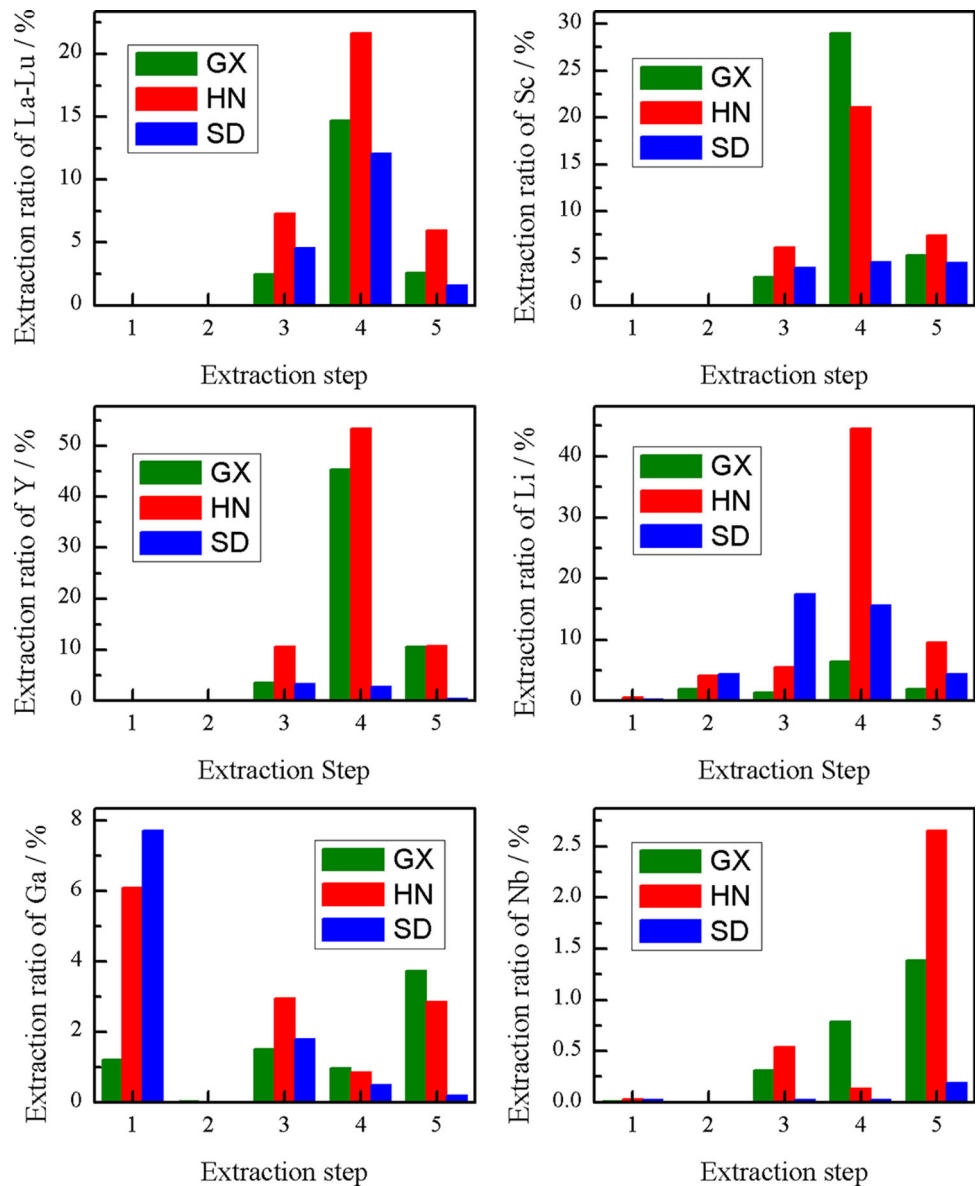 Extraction ratio of La-Lu / %
20
15
10
5
0
GX
HN
SD
1 2 3 4 5
Extraction step
Extraction ratio of Sc / %
30
25
20
15
10
5
0
GX
HN
SD
1 2 3 4 5
Extraction step
Extraction ratio of Y / %
50
40
30
20
10
0
GX
HN
SD
1 2 3 4 5
Extraction Step
Extraction ratio of Li / %
40
30
20
10
0
GX
HN
SD
1 2 3 4 5
Extraction Step
Extraction ratio of Ga / %
8
6
4
2
0
GX
HN
SD
1 2 3 4 5
Extraction step
Extraction ratio of Nb / %
2.5
2.0
1.5
1.0
0.5
0.0
GX
HN
SD
1 2 3 4 5
Extraction step